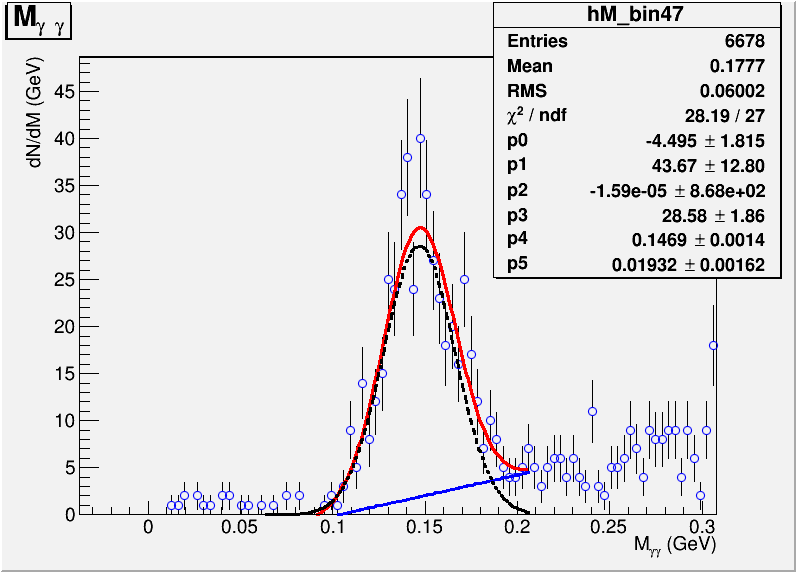 Mγ γ
hM_bin47
Entries 6678
Mean 0.1777
RMS 0.06002
χ² / ndf 28.19 / 27
p0 -4.495 ± 1.815
p1 43.67 ± 12.80
p2 -1.59e-05 ± 8.68e+02
p3 28.58 ± 1.86
p4 0.1469 ± 0.0014
p5 0.01932 ± 0.00162
dN/dM (GeV)
45
40
35
30
25
20
15
10
5
0
0 0.05 0.1 0.15 0.2 0.25 0.3
Mγγ (GeV)